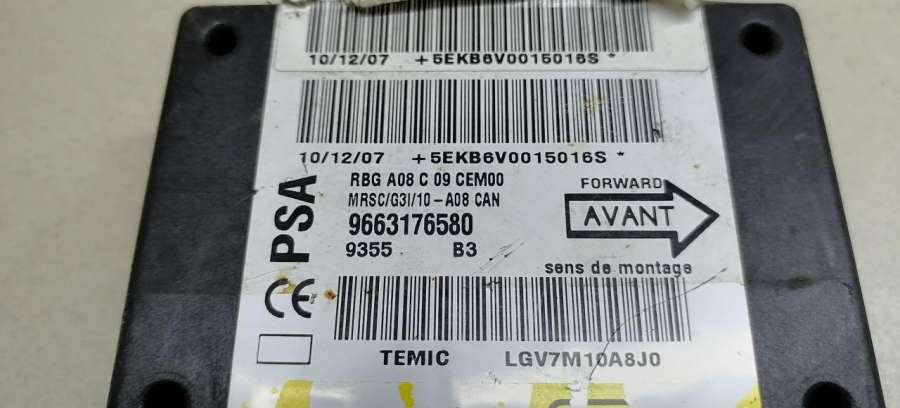 10/12/07 +5EKB6V0015016S *
10/12/07 +5EKB6V0015016S *
RBG A08 C 09 CEM00
MRSC/G3I/10-A08 CAN
9663176580
9355 B3
PSA
CE
FORWARD
AVANT
sens de montage
TEMIC LGV7M10A8J0